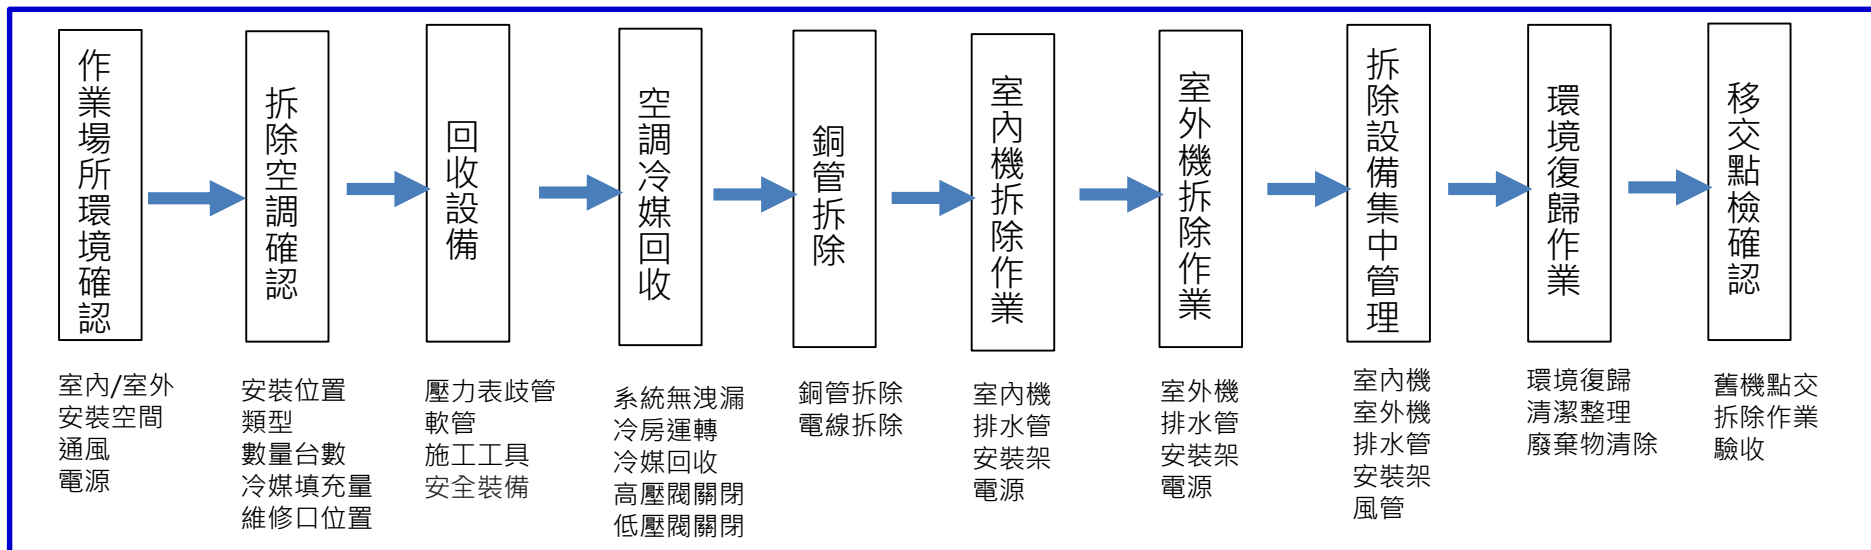 作業場所環境確認
室內/室外
安裝空間
通風
電源
拆除空調確認
安裝位置
類型
數量台數
冷媒填充量
維修口位置
回收設備
壓力表歧管
軟管
施工工具
安全裝備
空調冷媒回收
系統無洩漏
冷房運轉
冷媒回收
高壓閥關閉
低壓閥關閉
銅管拆除
銅管拆除
電線拆除
室內機拆除作業
室內機
排水管
安裝架
電源
室外機拆除作業
室外機
排水管
安裝架
電源
拆除設備集中管理
室內機
室外機
排水管
安裝架
風管
環境復歸作業
環境復歸
清潔整理
廢棄物清除
移交點檢確認
舊機點交
拆除作業
驗收